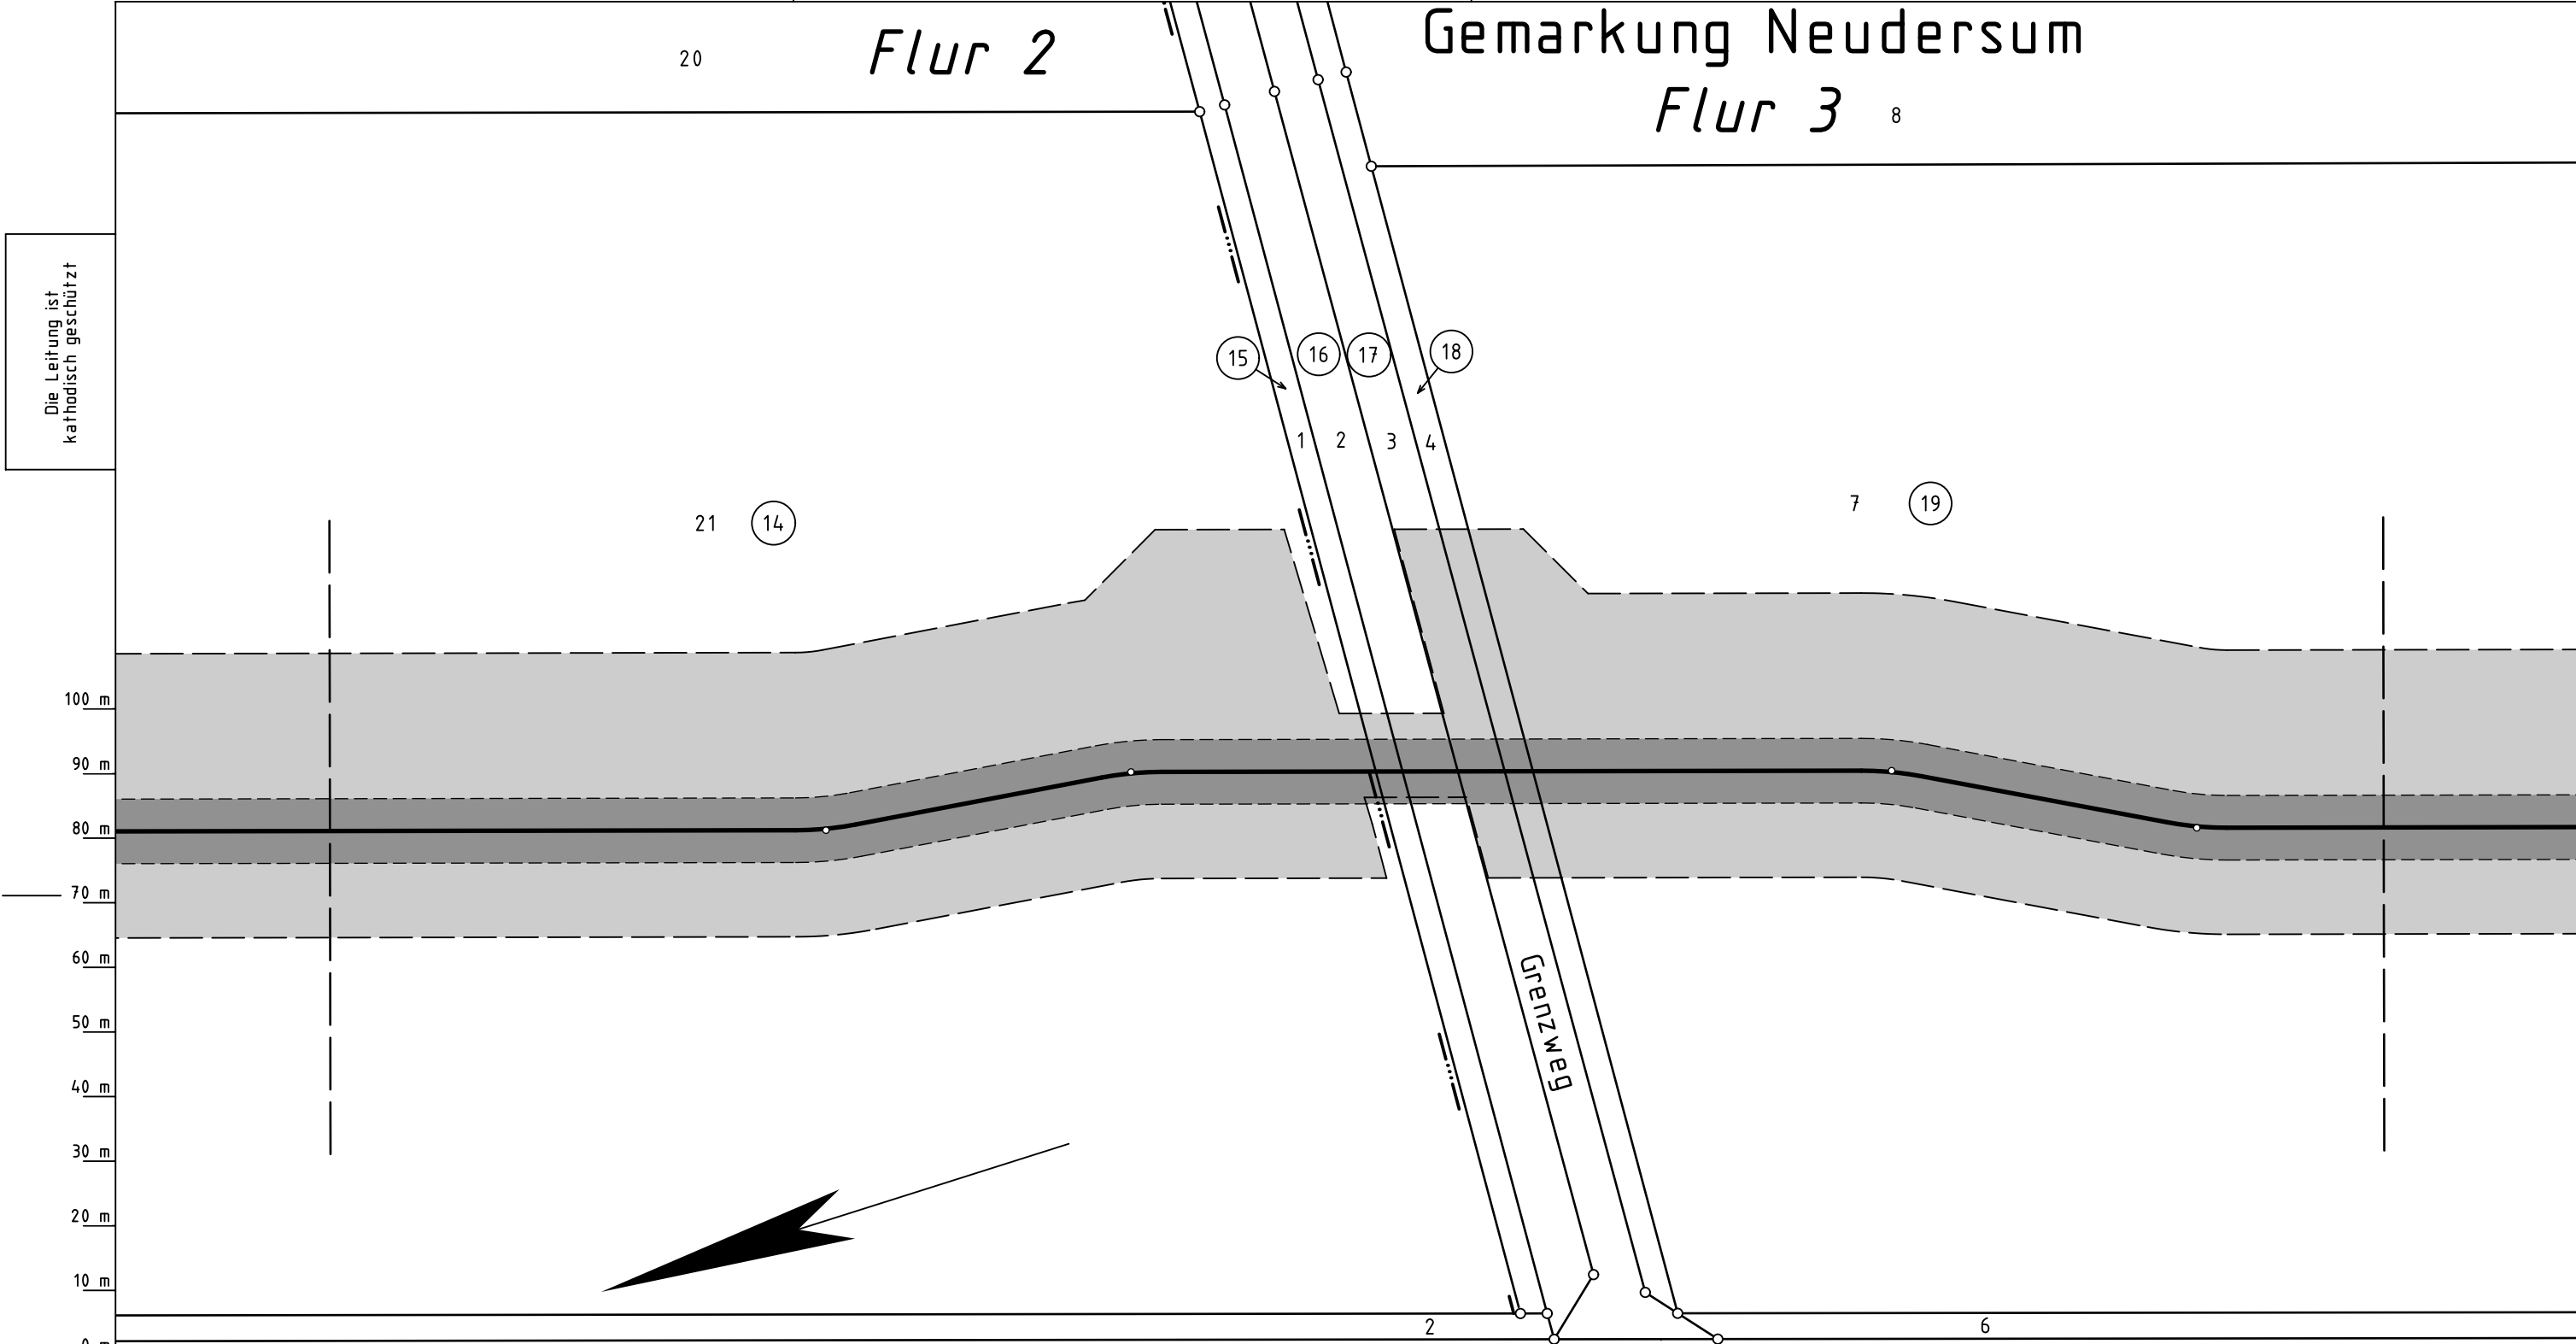 Gemarkung Neudersum
Flur 2
20
Flur 3
8
Die Leitung ist
kathodisch geschützt
15
16
17
18
1
2
3
4
21
14
7
19
100 m
90 m
80 m
70 m
60 m
50 m
40 m
30 m
20 m
10 m
Grenzweg
2
6